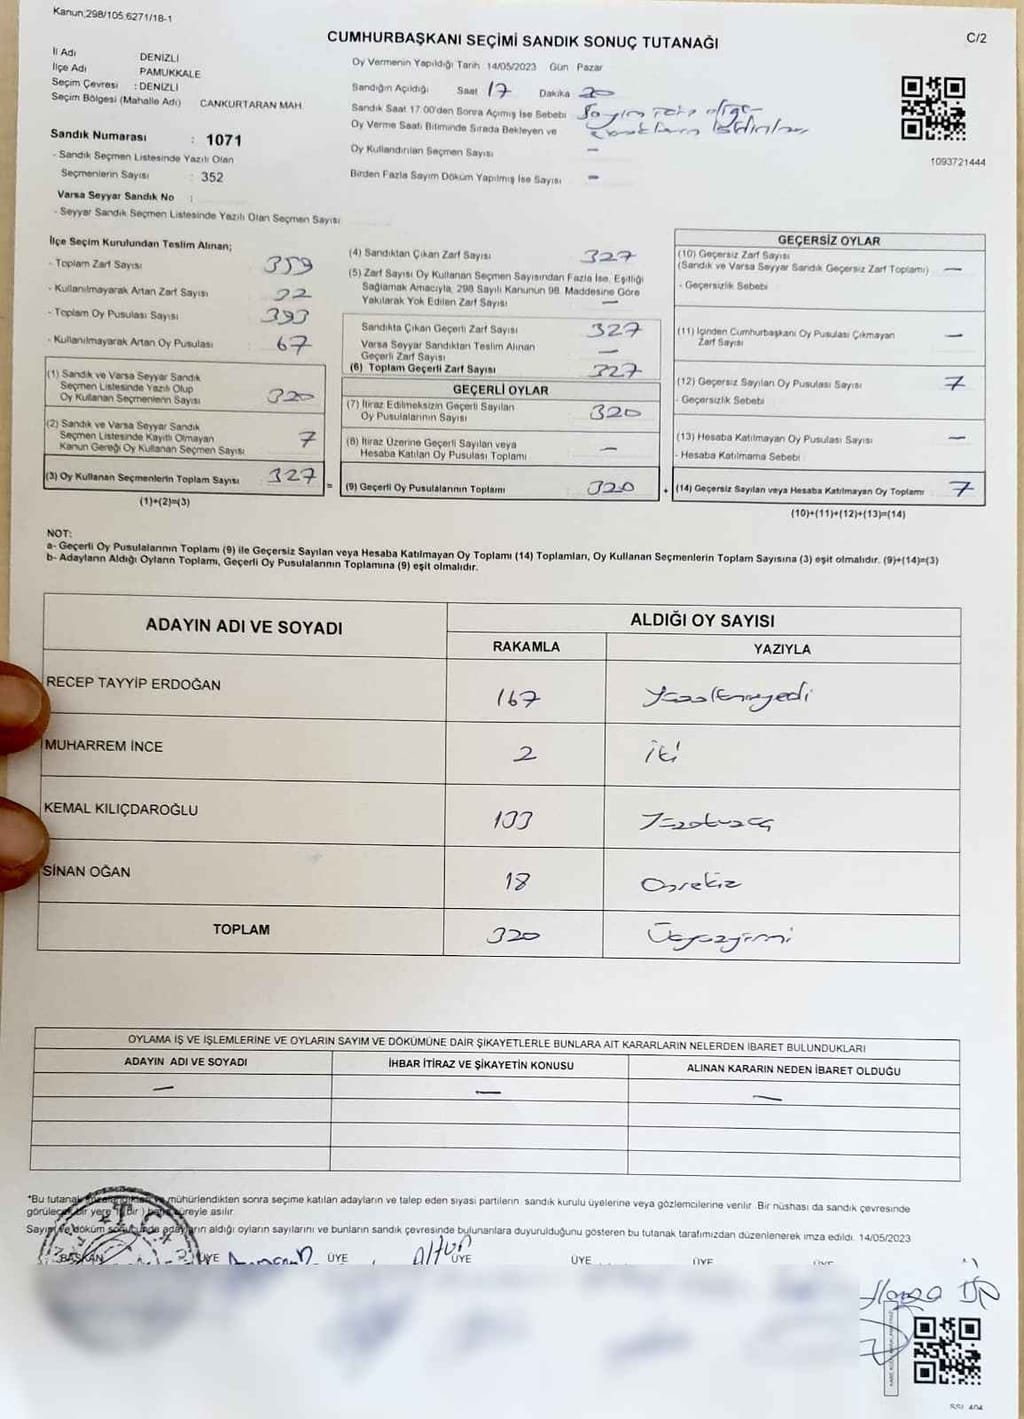 Kanun,298/105,6271/18-1
CUMHURBAŞKANI SEÇİMİ SANDIK SONUÇ TUTANAĞI
C/2
İl Adı DENİZLİ
İlçe Adı PAMUKKALE
Seçim Çevresi : DENİZLİ
Seçim Bölgesi (Mahalle Adı) CANKURTARAN MAH.
Sandık Numarası : 1071
- Sandık Seçmen Listesinde Yazılı Olan
Seçmenlerin Sayısı : 352
Varsa Seyyar Sandık No :
- Seyyar Sandık Seçmen Listesinde Yazılı Olan Seçmen Sayısı
Oy Vermenin Yapıldığı Tarih :14/05/2023 Gün : Pazar
Sandığın Açıldığı Saat 17 Dakika 20
Sandık Saat 17:00'den Sonra Açımış İse Sebebi
Oy Verme Saati Bitiminde Sırada Bekleyen ve
Oy Kullandırılan Seçmen Sayısı —
Birden Fazla Sayım Döküm Yapılmış İse Sayısı —
1093721444
İlçe Seçim Kurulundan Teslim Alınan;
- Toplam Zarf Sayısı 359
- Kullanılmayarak Artan Zarf Sayısı 32
- Toplam Oy Pusulası Sayısı 393
- Kullanılmayarak Artan Oy Pusulası 67
(1) Sandık ve Varsa Seyyar Sandık
Seçmen Listesinde Yazılı Olup
Oy Kullanan Seçmenlerin Sayısı 320
(2) Sandık ve Varsa Seyyar Sandık
Seçmen Listesinde Kayıtlı Olmayan
Kanun Gereği Oy Kullanan Seçmen Sayısı 7
(3) Oy Kullanan Seçmenlerin Toplam Sayısı 327 =
(1)+(2)=(3)
(4) Sandıktan Çıkan Zarf Sayısı 327
(5) Zarf Sayısı Oy Kullanan Seçmen Sayısından Fazla İse, Eşitliği
Sağlamak Amacıyla, 298 Sayılı Kanunun 98. Maddesine Göre
Yakılarak Yok Edilen Zarf Sayısı —
Sandıkta Çıkan Geçerli Zarf Sayısı 327
Varsa Seyyar Sandıktan Teslim Alınan
Geçerli Zarf Sayısı —
(6) Toplam Geçerli Zarf Sayısı 327
GEÇERLİ OYLAR
(7) İtiraz Edilmeksizin Geçerli Sayılan
Oy Pusulalarının Sayısı 320
(8) İtiraz Üzerine Geçerli Sayılan veya
Hesaba Katılan Oy Pusulası Toplamı —
(9) Geçerli Oy Pusulalarının Toplamı 320 +
GEÇERSİZ OYLAR
(10) Geçersiz Zarf Sayısı
(Sandık ve Varsa Seyyar Sandık Geçersiz Zarf Toplamı) —
- Geçersizlik Sebebi
(11) İçinden Cumhurbaşkanı Oy Pusulası Çıkmayan
Zarf Sayısı —
(12) Geçersiz Sayılan Oy Pusulası Sayısı 7
- Geçersizlik Sebebi
(13) Hesaba Katılmayan Oy Pusulası Sayısı —
- Hesaba Katılmama Sebebi
(14) Geçersiz Sayılan veya Hesaba Katılmayan Oy Toplamı 7
(10)+(11)+(12)+(13)=(14)
NOT:
a- Geçerli Oy Pusulalarının Toplamı (9) ile Geçersiz Sayılan veya Hesaba Katılmayan Oy Toplamı (14) Toplamları, Oy Kullanan Seçmenlerin Toplam Sayısına (3) eşit olmalıdır. (9)+(14)=(3)
b- Adayların Aldığı Oyların Toplamı, Geçerli Oy Pusulalarının Toplamına (9) eşit olmalıdır.
ADAYIN ADI VE SOYADI ALDIĞI OY SAYISI
RAKAMLA YAZIYLA
RECEP TAYYİP ERDOĞAN 167 Yüzaltmışyedi
MUHARREM İNCE 2 İki
KEMAL KILIÇDAROĞLU 133 Yüzotuzüç
SİNAN OĞAN 18 Onsekiz
TOPLAM 320 Üçyüzyirmi
OYLAMA İŞ VE İŞLEMLERİNE VE OYLARIN SAYIM VE DÖKÜMÜNE DAİR ŞİKAYETLERLE BUNLARA AİT KARARLARIN NELERDEN İBARET BULUNDUKLARI
ADAYIN ADI VE SOYADI İHBAR İTİRAZ VE ŞİKAYETİN KONUSU ALINAN KARARIN NEDEN İBARET OLDUĞU
— — —
*Bu tutanak mühürlendikten sonra seçime katılan adayların ve talep eden siyasi partilerin sandık kurulu üyelerine veya gözlemcilerine verilir. Bir nüshası da sandık çevresinde
görülecek bir yere süreyle asılır.
Sayım ve döküm adayların aldığı oyların sayılarını ve bunların sandık çevresinde bulunanlara duyurulduğunu gösteren bu tutanak tarafımızdan düzenlenerek imza edildi. 14/05/2023
BAŞKAN ÜYE ÜYE ÜYE ÜYE ÜYE ÜYE